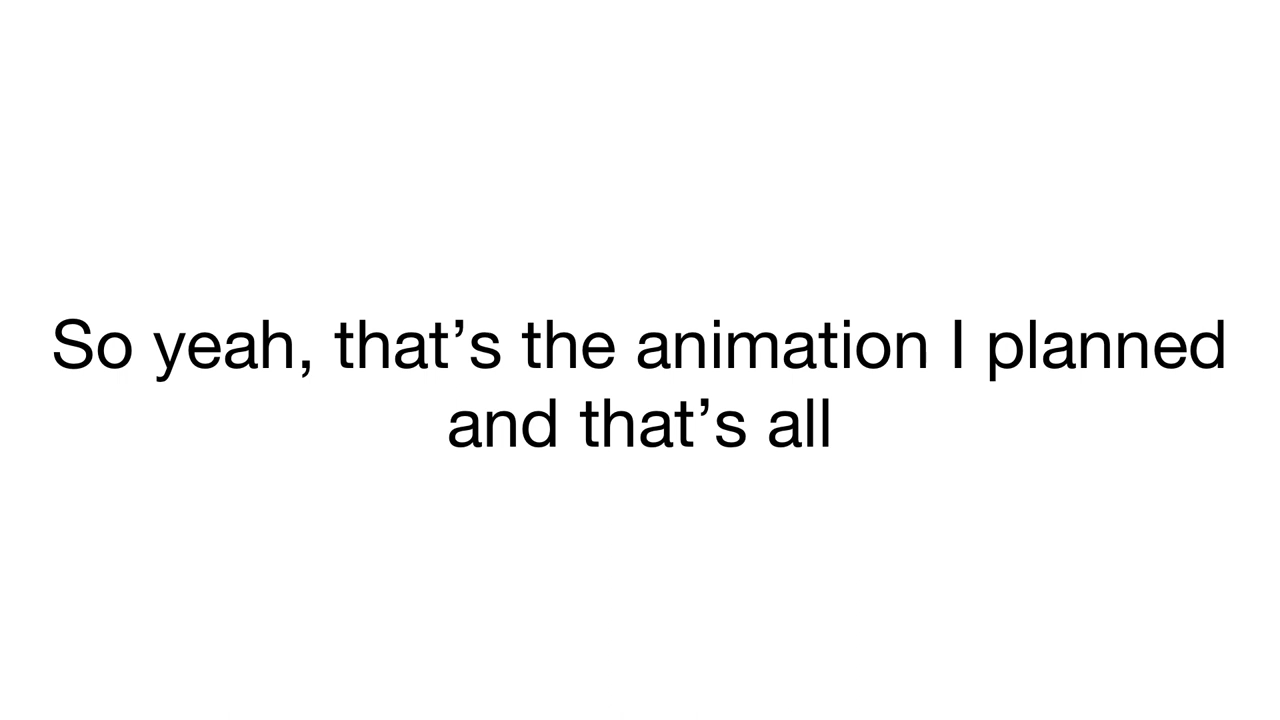 So yeah, that’s the animation I planned
and that’s all